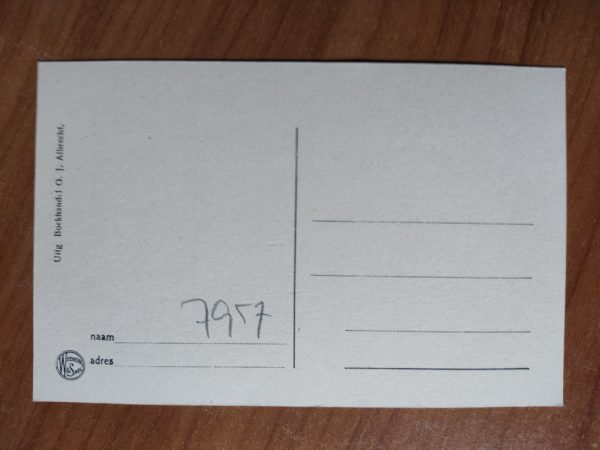 Uitg Boekhandel G. J. Albrecht.
7957
naam
adres